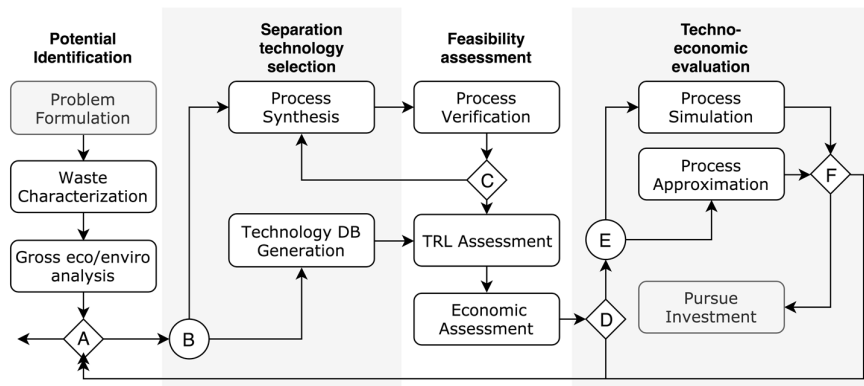 Potential
Identification
Separation
technology
selection
Feasibility
assessment
Techno-
economic
evaluation
Problem
Formulation
Waste
Characterization
Gross eco/enviro
analysis
A
B
Process
Synthesis
Technology DB
Generation
Process
Verification
C
TRL Assessment
Economic
Assessment
D
E
Process
Simulation
Process
Approximation
F
Pursue
Investment